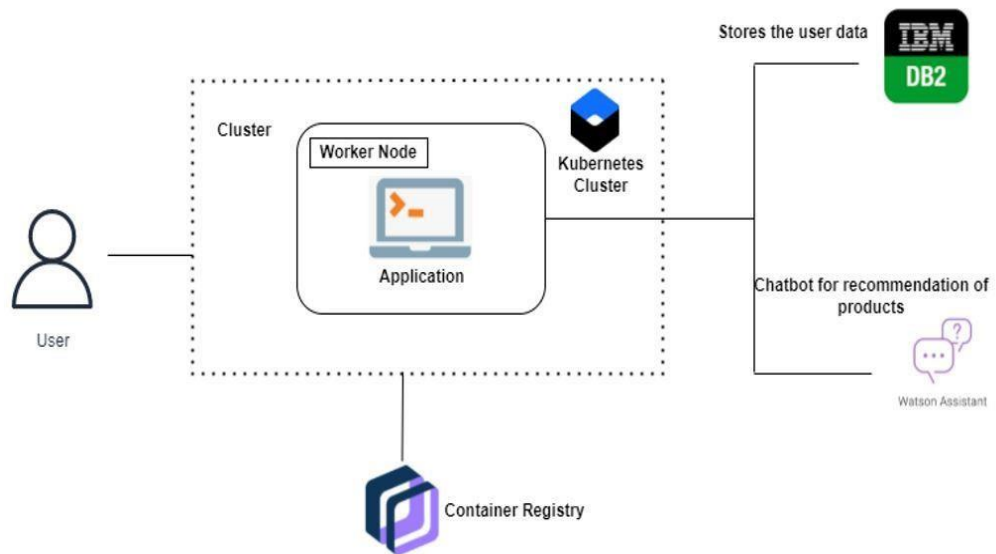 Stores the user data
IBM
DB2
Cluster
Worker Node
Kubernetes
Cluster
Application
User
Chatbot for recommendation of
products
?
Watson Assistant
Container Registry